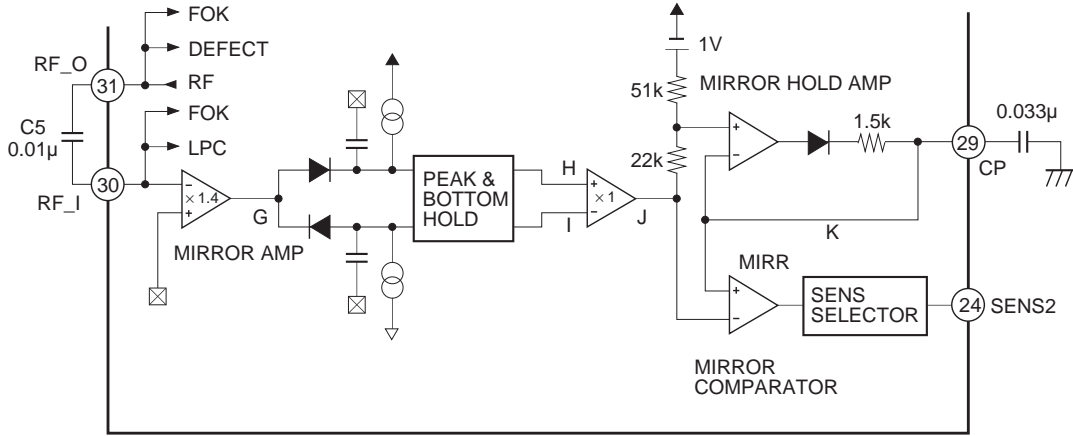 FOK
DEFECT
RF
RF_O
31
C5
0.01μ
FOK
LPC
30
RF_I
−
× 1.4
+
MIRROR AMP
G
PEAK &
BOTTOM
HOLD
H
I
+
× 1
−
J
1V
51k
22k
MIRROR HOLD AMP
+
−
1.5k
29
CP
0.033μ
K
MIRR
+
−
SENS
SELECTOR
24
SENS2
MIRROR
COMPARATOR